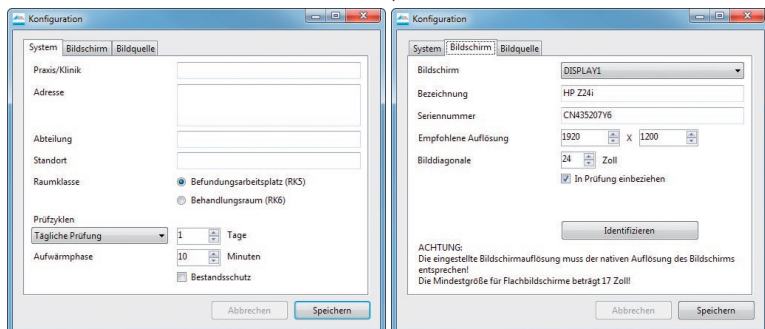 Konfiguration
System Bildschirm Bildquelle
Praxis/Klinik
Adresse
Abteilung
Standort
Raumklasse Befundungsarbeitsplatz (RK5)
Behandlungsraum (RK6)
Prüfzyklen
Tägliche Prüfung 1 Tage
Aufwärmphase 10 Minuten
Bestandsschutz
Abbrechen Speichern
Konfiguration
System Bildschirm Bildquelle
Bildschirm DISPLAY1
Bezeichnung HP Z24i
Seriennummer CN435207Y6
Empfohlene Auflösung 1920 X 1200
Bilddiagonale 24 Zoll
In Prüfung einbeziehen
Identifizieren
ACHTUNG:
Die eingestellte Bildschirmauflösung muss der nativen Auflösung des Bildschirms
entsprechen!
Die Mindestgröße für Flachbildschirme beträgt 17 Zoll!
Abbrechen Speichern